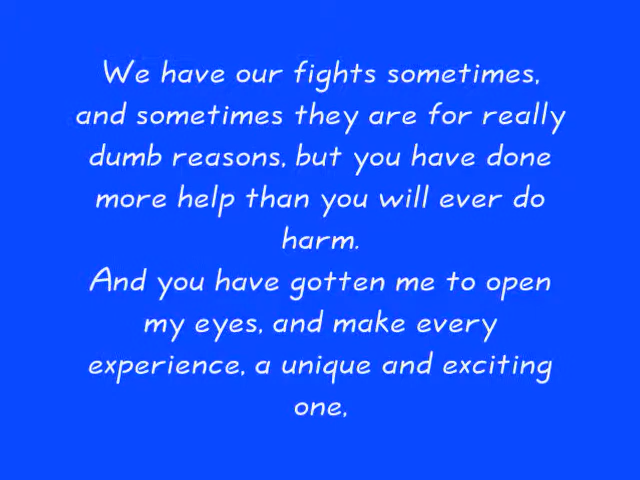 We have our fights sometimes,
and sometimes they are for really
dumb reasons, but you have done
more help than you will ever do
harm.
And you have gotten me to open
my eyes, and make every
experience, a unique and exciting
one,